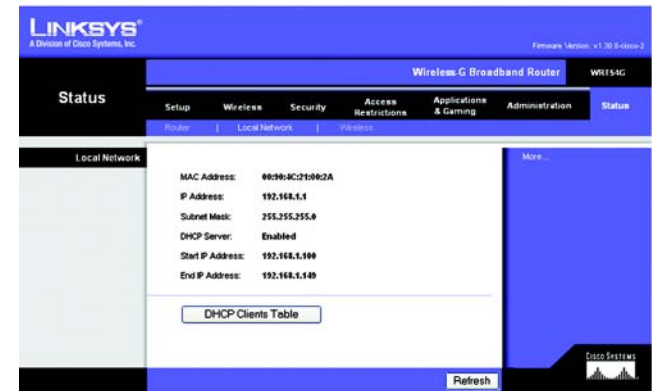 LINKSYS®
A Division of Cisco Systems, Inc.
Firmware Version: v1.30.8-cisco-2
Wireless-G Broadband Router WRT54G
Status
Setup Wireless Security Access Restrictions Applications & Gaming Administration Status
Router | Local Network | Wireless
Local Network
More...
MAC Address: 00:90:4C:21:00:2A
IP Address: 192.168.1.1
Subnet Mask: 255.255.255.0
DHCP Server: Enabled
Start IP Address: 192.168.1.100
End IP Address: 192.168.1.149
DHCP Clients Table
Refresh
CISCO SYSTEMS